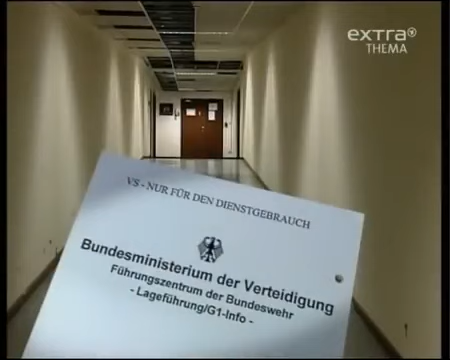 extra
THEMA
VS - NUR FÜR DEN DIENSTGEBRAUCH
Bundesministerium der Verteidigung
Führungszentrum der Bundeswehr
- Lageführung/G1-Info -